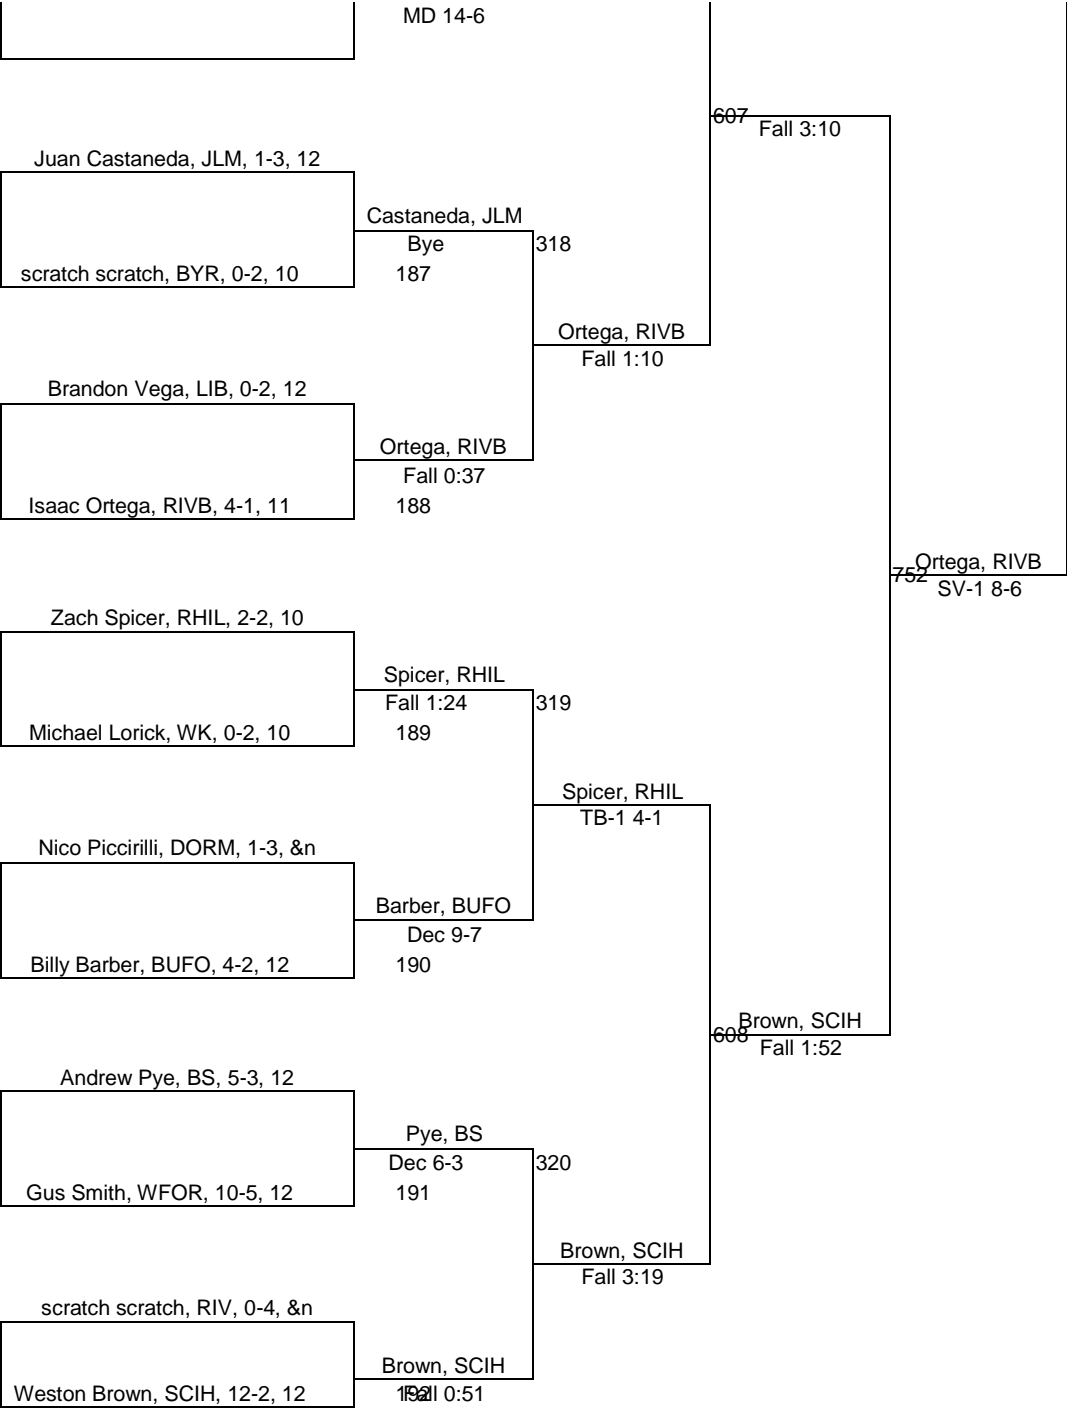 MD 14-6
607
Fall 3:10
Juan Castaneda, JLM, 1-3, 12
Castaneda, JLM
Bye
318
scratch scratch, BYR, 0-2, 10
187
Ortega, RIVB
Fall 1:10
Brandon Vega, LIB, 0-2, 12
Ortega, RIVB
Fall 0:37
Isaac Ortega, RIVB, 4-1, 11
188
Ortega, RIVB
752
SV-1 8-6
Zach Spicer, RHIL, 2-2, 10
Spicer, RHIL
Fall 1:24
319
Michael Lorick, WK, 0-2, 10
189
Spicer, RHIL
TB-1 4-1
Nico Piccirilli, DORM, 1-3, &n
Barber, BUFO
Dec 9-7
Billy Barber, BUFO, 4-2, 12
190
Brown, SCIH
608
Fall 1:52
Andrew Pye, BS, 5-3, 12
Pye, BS
Dec 6-3
320
Gus Smith, WFOR, 10-5, 12
191
Brown, SCIH
Fall 3:19
scratch scratch, RIV, 0-4, &n
Brown, SCIH
Weston Brown, SCIH, 12-2, 12
192
Fall 0:51